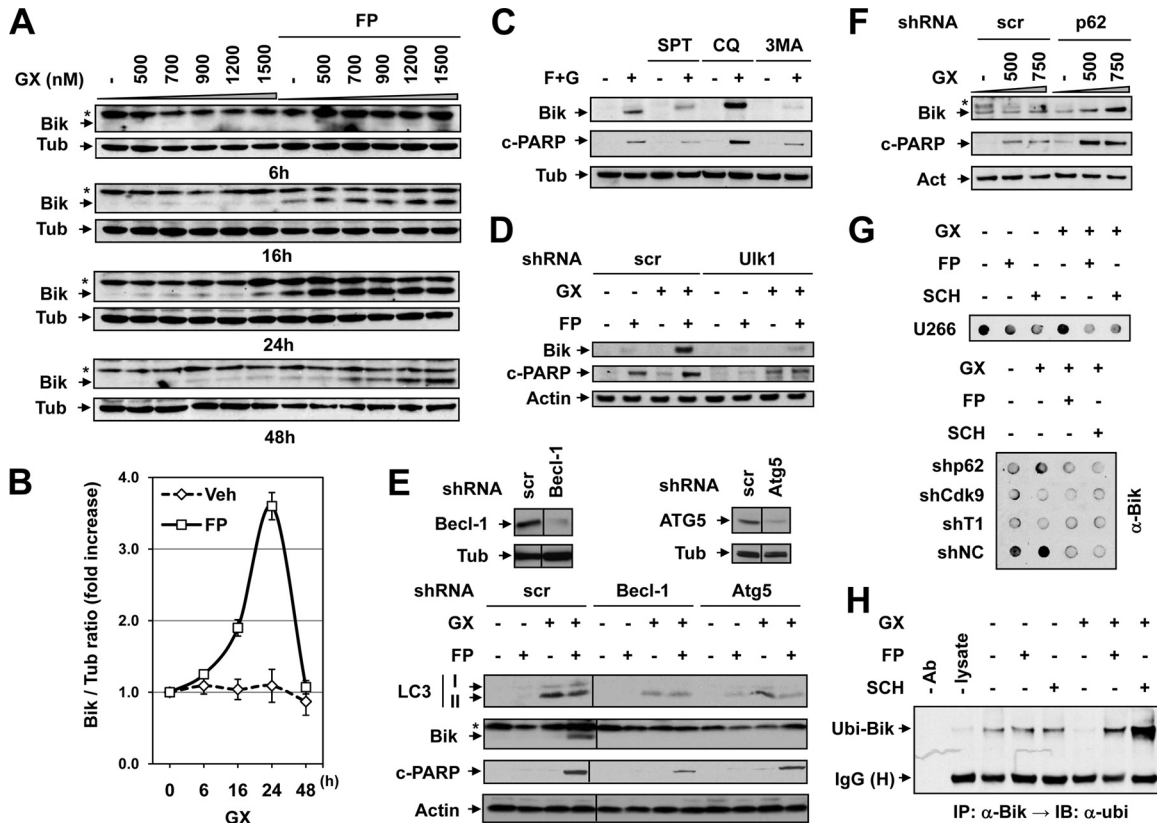 A
FP
GX (nM) - 500 700 900 1200 1500 - 500 700 900 1200 1500
*
Bik
Tub
6h
*
Bik
Tub
16h
*
Bik
Tub
24h
*
Bik
Tub
48h
B
Bik / Tub ratio (fold increase)
4.0
3.0
2.0
1.0
0.0
Veh
FP
0 6 16 24 48 (h)
GX
C
SPT CQ 3MA
F+G - + - + - + - +
Bik
c-PARP
Tub
D
shRNA scr Ulk1
GX - - + + - - + +
FP - + - + - + - +
Bik
c-PARP
Actin
E
shRNA scr Becl-1
Becl-1
Tub
shRNA scr Atg5
ATG5
Tub
shRNA scr Becl-1 Atg5
GX - - + + - - + + - - + +
FP - + - + - + - + - + - +
LC3 I
II
*
Bik
c-PARP
Actin
F
shRNA scr p62
GX - 500 750 - 500 750
*
Bik
c-PARP
Act
G
GX - - - + + +
FP - + - - + -
SCH - - + - - +
U266
GX - + + +
FP - - + -
SCH - - - +
shp62
shCdk9
shT1
shNC
α-Bik
H
GX - - - + + +
FP - + - - + -
SCH - - + - - +
- Ab
- lysate
Ubi-Bik
IgG (H)
IP: α-Bik → IB: α-ubi